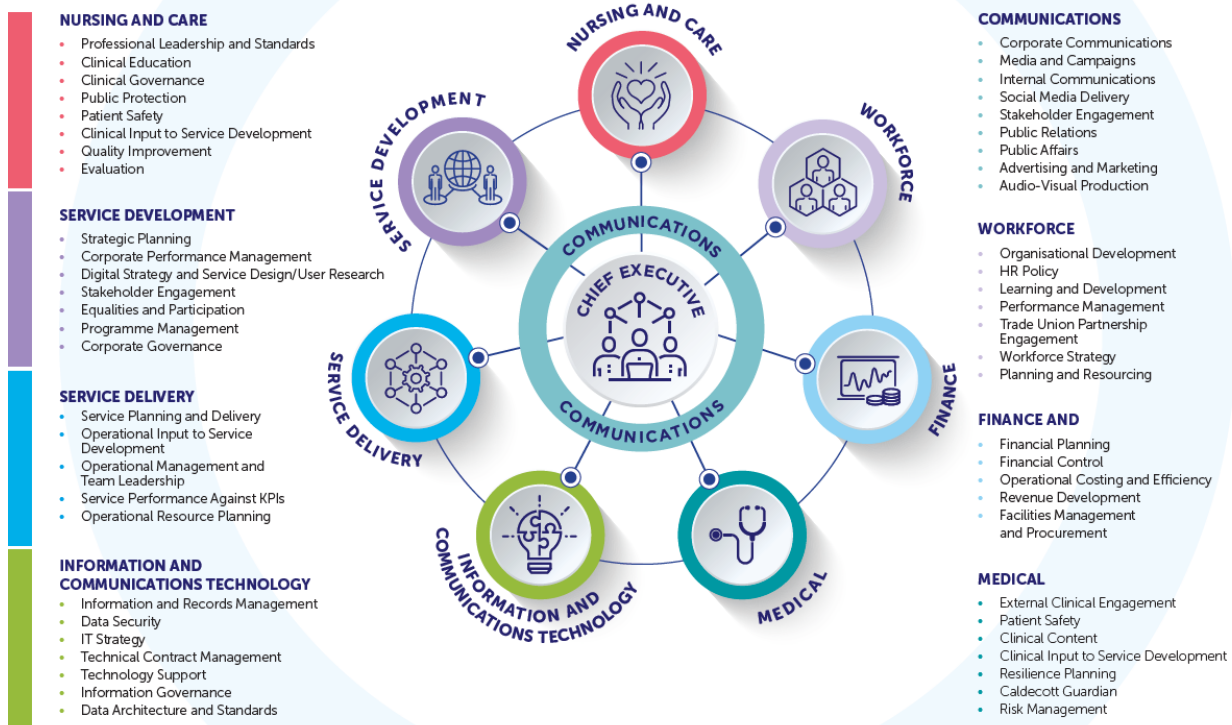 NURSING AND CARE
Professional Leadership and Standards
Clinical Education
Clinical Governance
Public Protection
Patient Safety
Clinical Input to Service Development
Quality Improvement
Evaluation
SERVICE DEVELOPMENT
Strategic Planning
Corporate Performance Management
Digital Strategy and Service Design/User Research
Stakeholder Engagement
Equalities and Participation
Programme Management
Corporate Governance
SERVICE DELIVERY
Service Planning and Delivery
Operational Input to Service
Development
Operational Management and
Team Leadership
Service Performance Against KPIs
Operational Resource Planning
INFORMATION AND
COMMUNICATIONS TECHNOLOGY
Information and Records Management
Data Security
IT Strategy
Technical Contract Management
Technology Support
Information Governance
Data Architecture and Standards
NURSING AND CARE
WORKFORCE
FINANCE
MEDICAL
INFORMATION AND
COMMUNICATIONS TECHNOLOGY
SERVICE DELIVERY
SERVICE DEVELOPMENT
COMMUNICATIONS
CHIEF EXECUTIVE
COMMUNICATIONS
COMMUNICATIONS
Corporate Communications
Media and Campaigns
Internal Communications
Social Media Delivery
Stakeholder Engagement
Public Relations
Public Affairs
Advertising and Marketing
Audio-Visual Production
WORKFORCE
Organisational Development
HR Policy
Learning and Development
Performance Management
Trade Union Partnership
Engagement
Workforce Strategy
Planning and Resourcing
FINANCE AND
Financial Planning
Financial Control
Operational Costing and Efficiency
Revenue Development
Facilities Management
and Procurement
MEDICAL
External Clinical Engagement
Patient Safety
Clinical Content
Clinical Input to Service Development
Resilience Planning
Caldecott Guardian
Risk Management